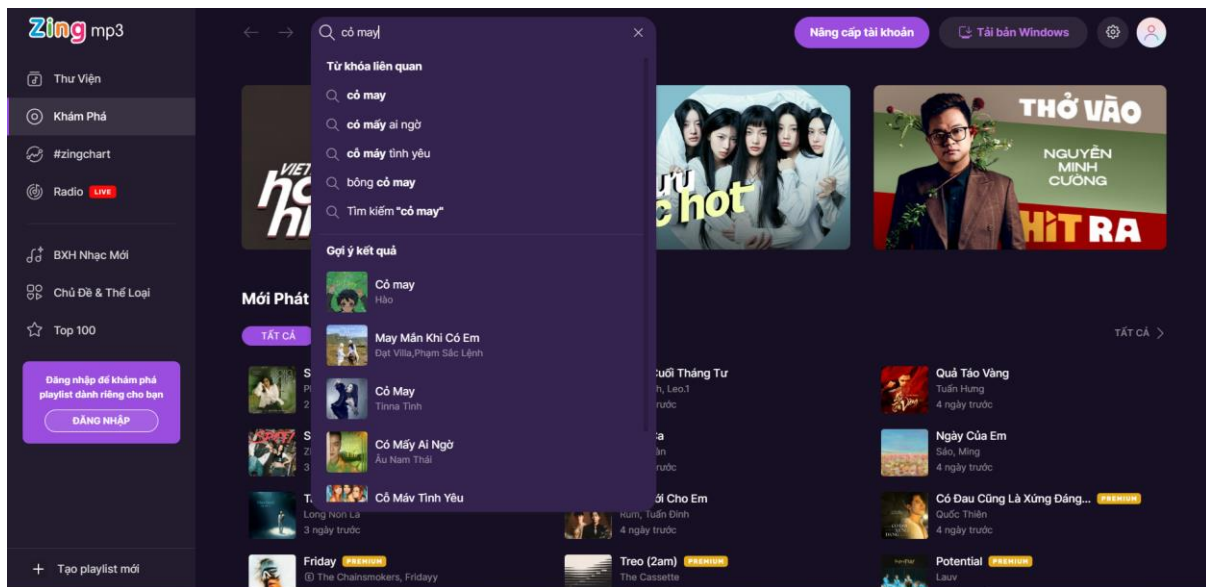 Zing mp3
Thư Viện
Khám Phá
#zingchart
Radio LIVE
BXH Nhạc Mới
Chủ Đề & Thể Loại
Top 100
Đăng nhập để khám phá
playlist dành riêng cho bạn
ĐĂNG NHẬP
+ Tạo playlist mới
cỏ may
Nâng cấp tài khoản
Tải bản Windows
Từ khóa liên quan
cỏ may
có mấy ai ngờ
cỗ máy tình yêu
bông cỏ may
Tìm kiếm "cỏ may"
Gợi ý kết quả
Cỏ may
Hào
May Mắn Khi Có Em
Đạt Villa,Phạm Sắc Lệnh
Cỏ May
Tinna Tình
Có Mấy Ai Ngờ
Âu Nam Thái
Cỗ Máy Tình Yêu
VIỆT
hot
THỞ VÀO
NGUYỄN
MINH
CƯỜNG
HIT RA
Mới Phát
TẤT CẢ
TẤT CẢ
Long Nón Lá
3 ngày trước
Friday PREMIUM
The Chainsmokers, Fridayy
Tháng Tư
Leo.1
Cho Em
Rum, Tuấn Đinh
4 ngày trước
Treo (2am) PREMIUM
The Cassette
Quả Táo Vàng
Tuấn Hưng
4 ngày trước
Ngày Của Em
Sáo, Ming
4 ngày trước
Có Đau Cũng Là Xứng Đáng... PREMIUM
Quốc Thiên
4 ngày trước
Potential PREMIUM
Lauv